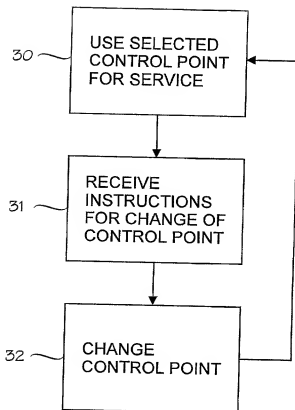 30
USE SELECTED
CONTROL POINT
FOR SERVICE
31
RECEIVE
INSTRUCTIONS
FOR CHANGE OF
CONTROL POINT
32
CHANGE
CONTROL POINT